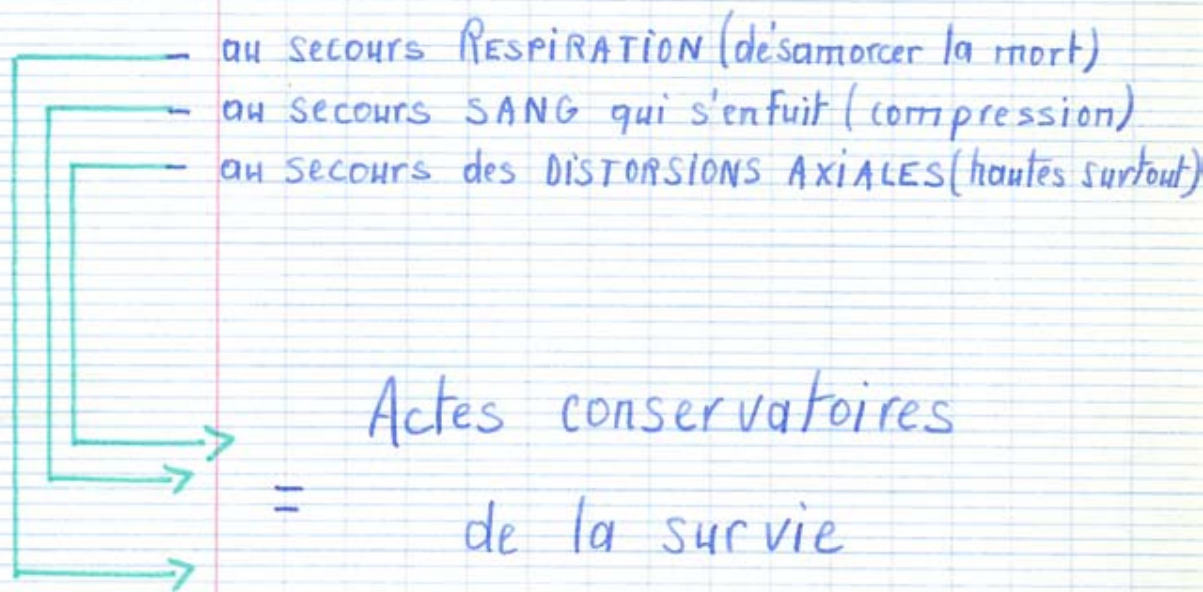 - au secours RESPIRATION (désamorcer la mort)
- au secours SANG qui s'enfuit (compression)
- au secours des DISTORSIONS AXIALES (hautes surtout)
Actes conservatoires
=
de la survie